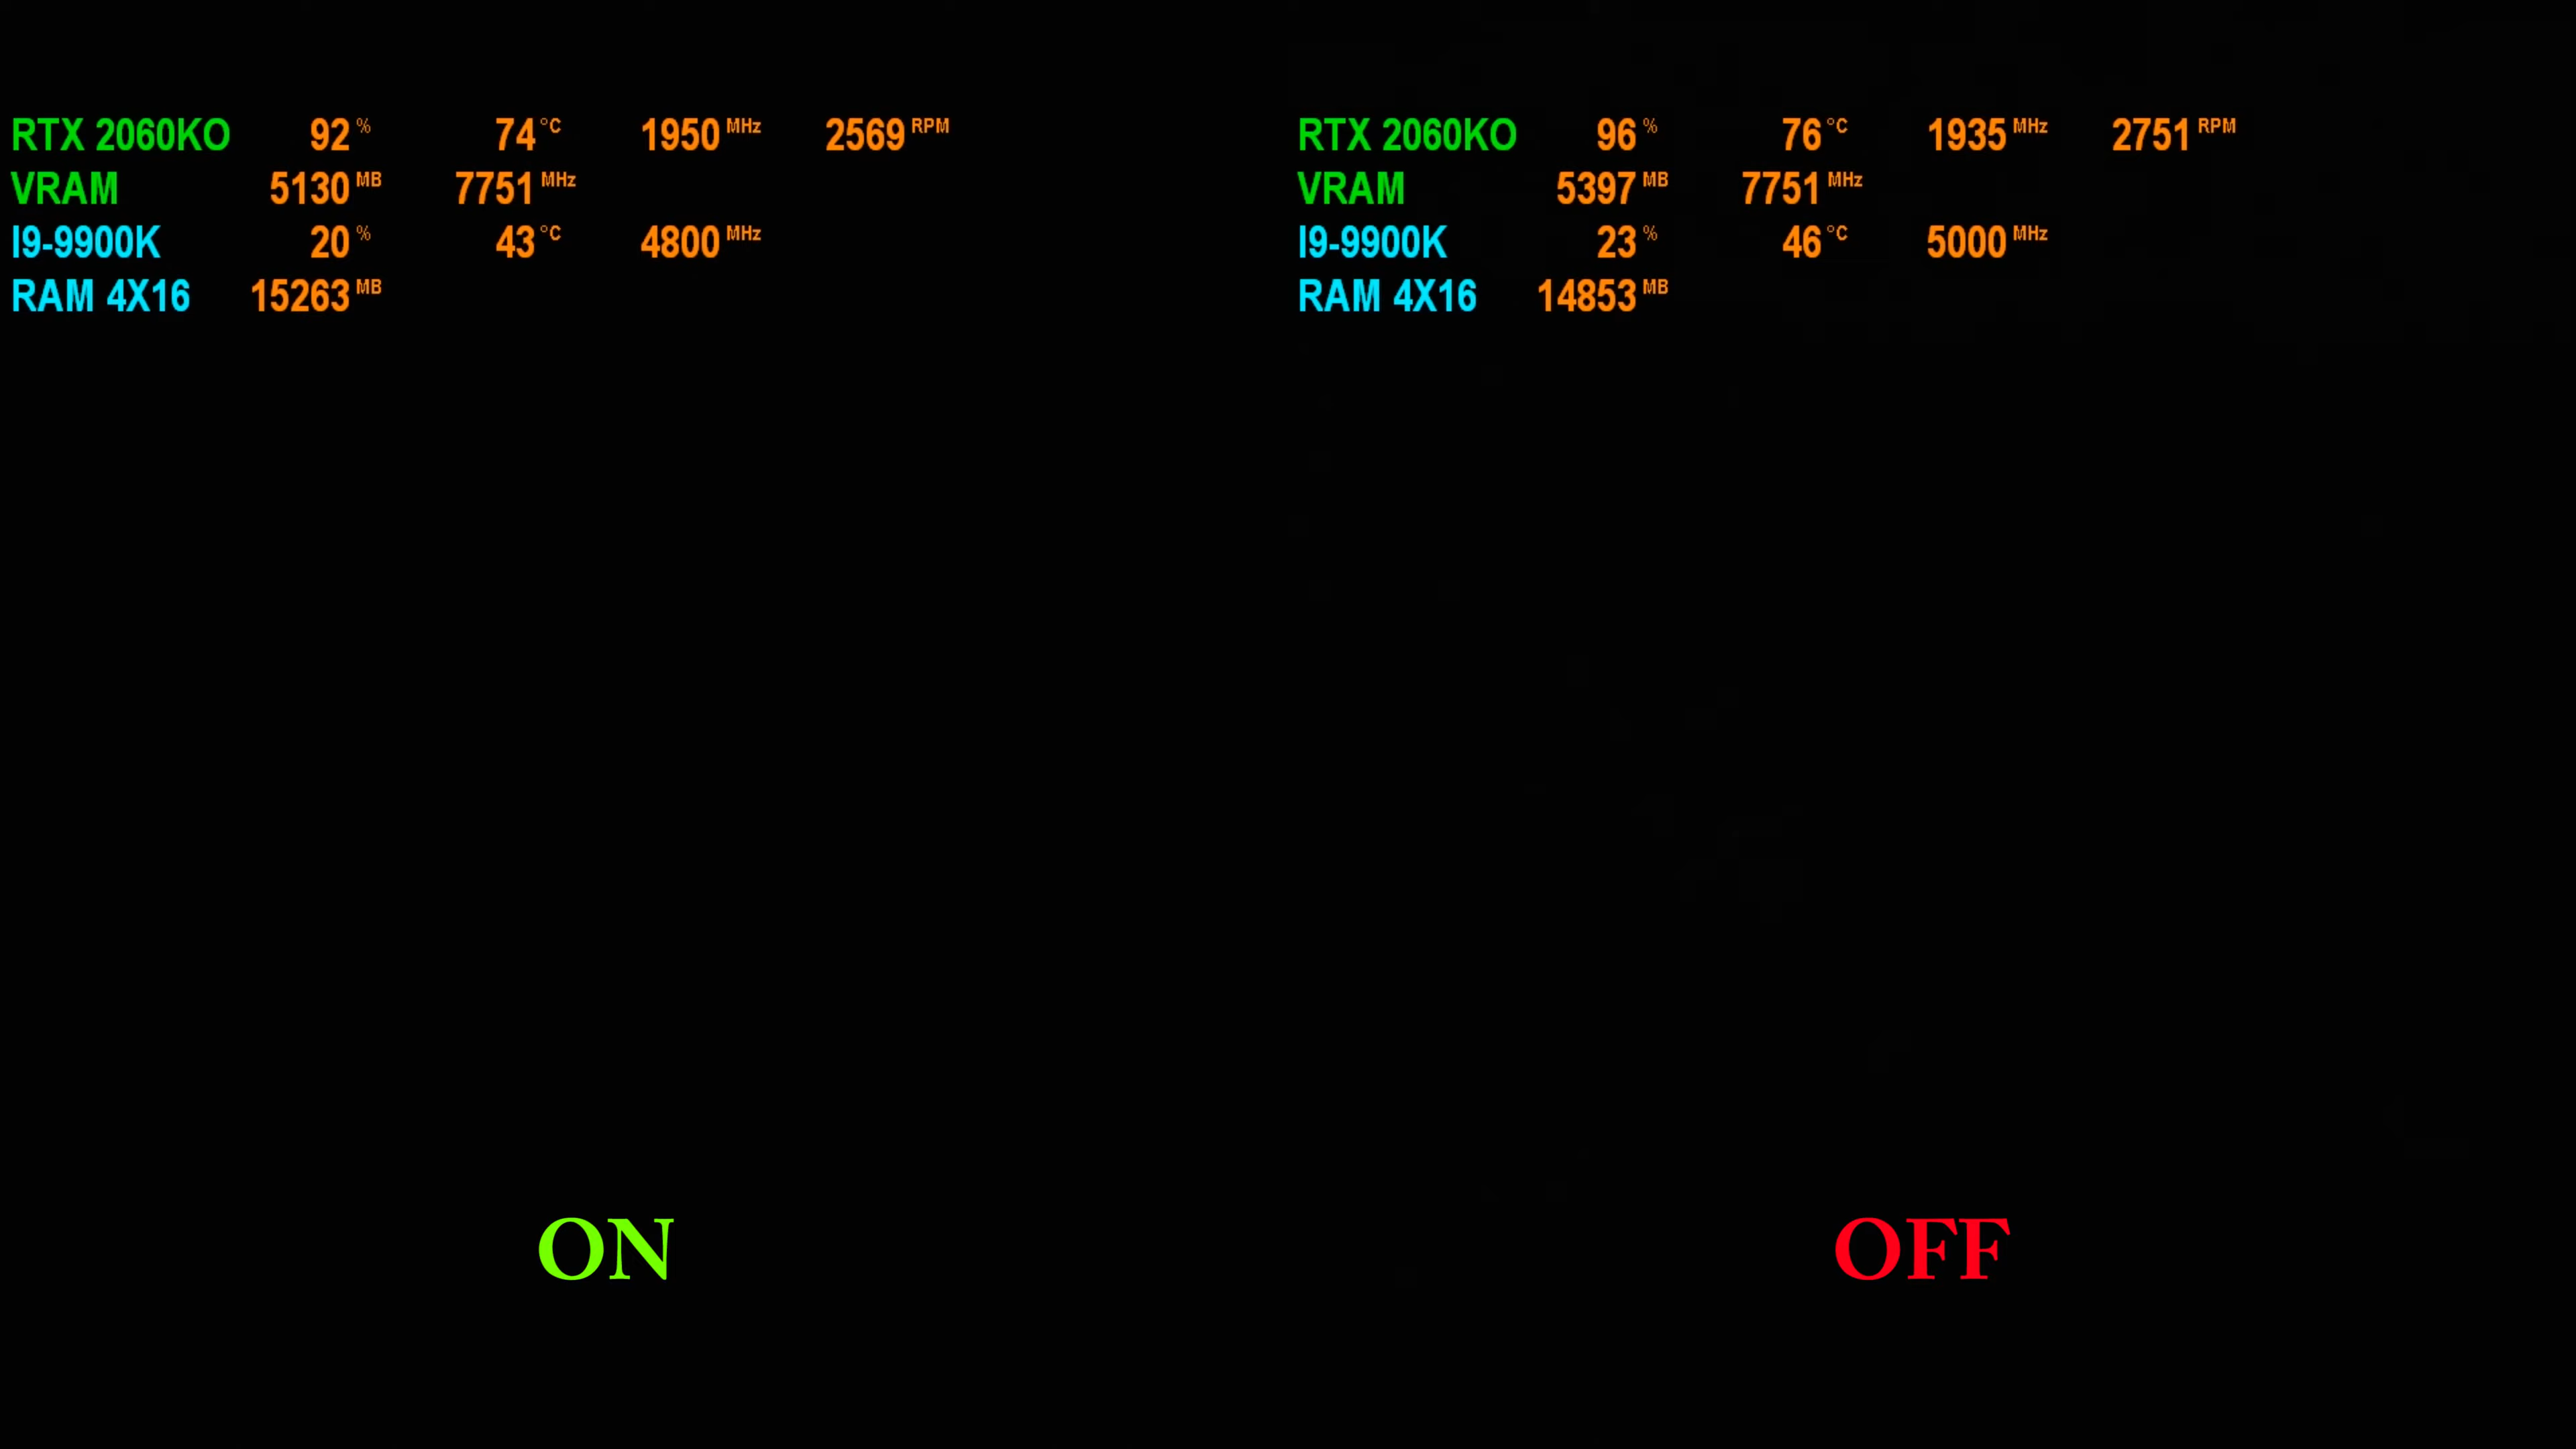 RTX 2060KO 92 % 74 °C 1950 MHz 2569 RPM
VRAM 5130 MB 7751 MHz
I9-9900K 20 % 43 °C 4800 MHz
RAM 4X16 15263 MB
RTX 2060KO 96 % 76 °C 1935 MHz 2751 RPM
VRAM 5397 MB 7751 MHz
I9-9900K 23 % 46 °C 5000 MHz
RAM 4X16 14853 MB
ON
OFF